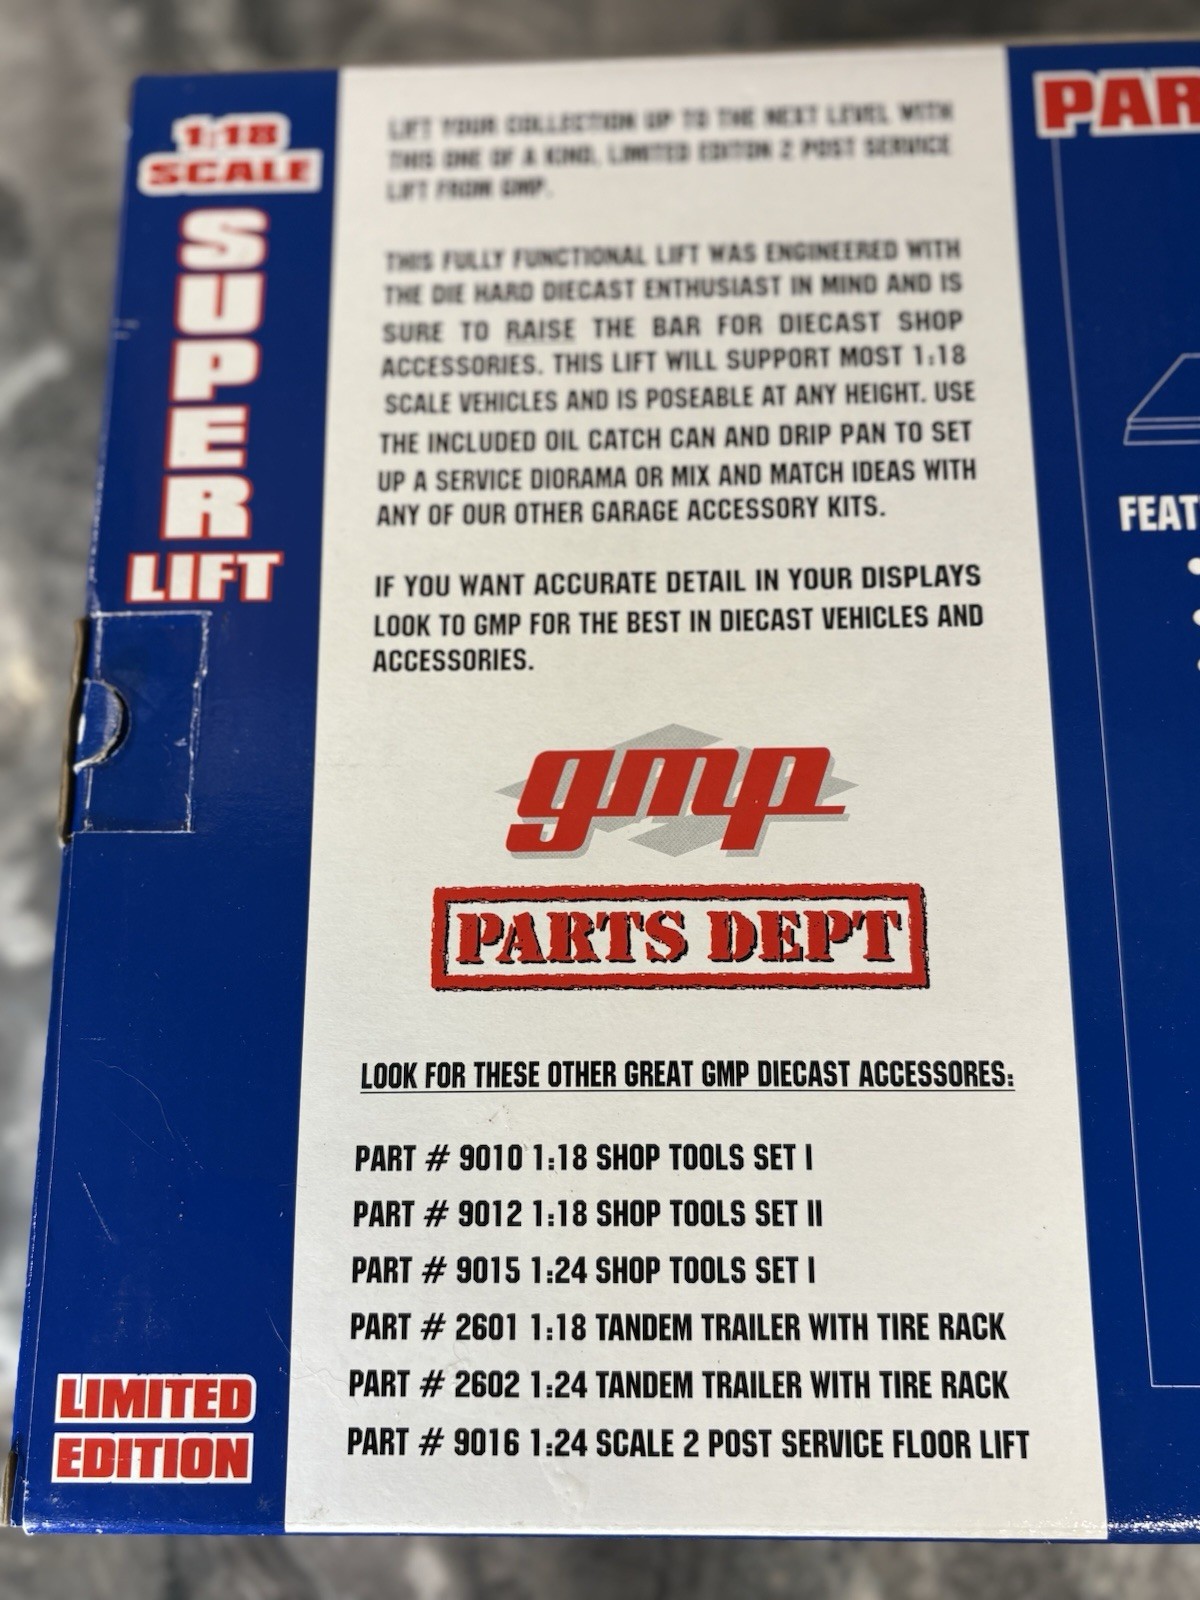 1:18
SCALE
SUPER
LIFT
LIMITED
EDITION
LIFT YOUR COLLECTION UP TO THE NEXT LEVEL WITH
THIS ONE OF A KIND, LIMITED EDITON 2 POST SERVICE
LIFT FROM GMP.
THIS FULLY FUNCTIONAL LIFT WAS ENGINEERED WITH
THE DIE HARD DIECAST ENTHUSIAST IN MIND AND IS
SURE TO RAISE THE BAR FOR DIECAST SHOP
ACCESSORIES. THIS LIFT WILL SUPPORT MOST 1:18
SCALE VEHICLES AND IS POSEABLE AT ANY HEIGHT. USE
THE INCLUDED OIL CATCH CAN AND DRIP PAN TO SET
UP A SERVICE DIORAMA OR MIX AND MATCH IDEAS WITH
ANY OF OUR OTHER GARAGE ACCESSORY KITS.
IF YOU WANT ACCURATE DETAIL IN YOUR DISPLAYS
LOOK TO GMP FOR THE BEST IN DIECAST VEHICLES AND
ACCESSORIES.
gmp
PARTS DEPT
LOOK FOR THESE OTHER GREAT GMP DIECAST ACCESSORES:
PART # 9010 1:18 SHOP TOOLS SET I
PART # 9012 1:18 SHOP TOOLS SET II
PART # 9015 1:24 SHOP TOOLS SET I
PART # 2601 1:18 TANDEM TRAILER WITH TIRE RACK
PART # 2602 1:24 TANDEM TRAILER WITH TIRE RACK
PART # 9016 1:24 SCALE 2 POST SERVICE FLOOR LIFT
PAR
FEAT